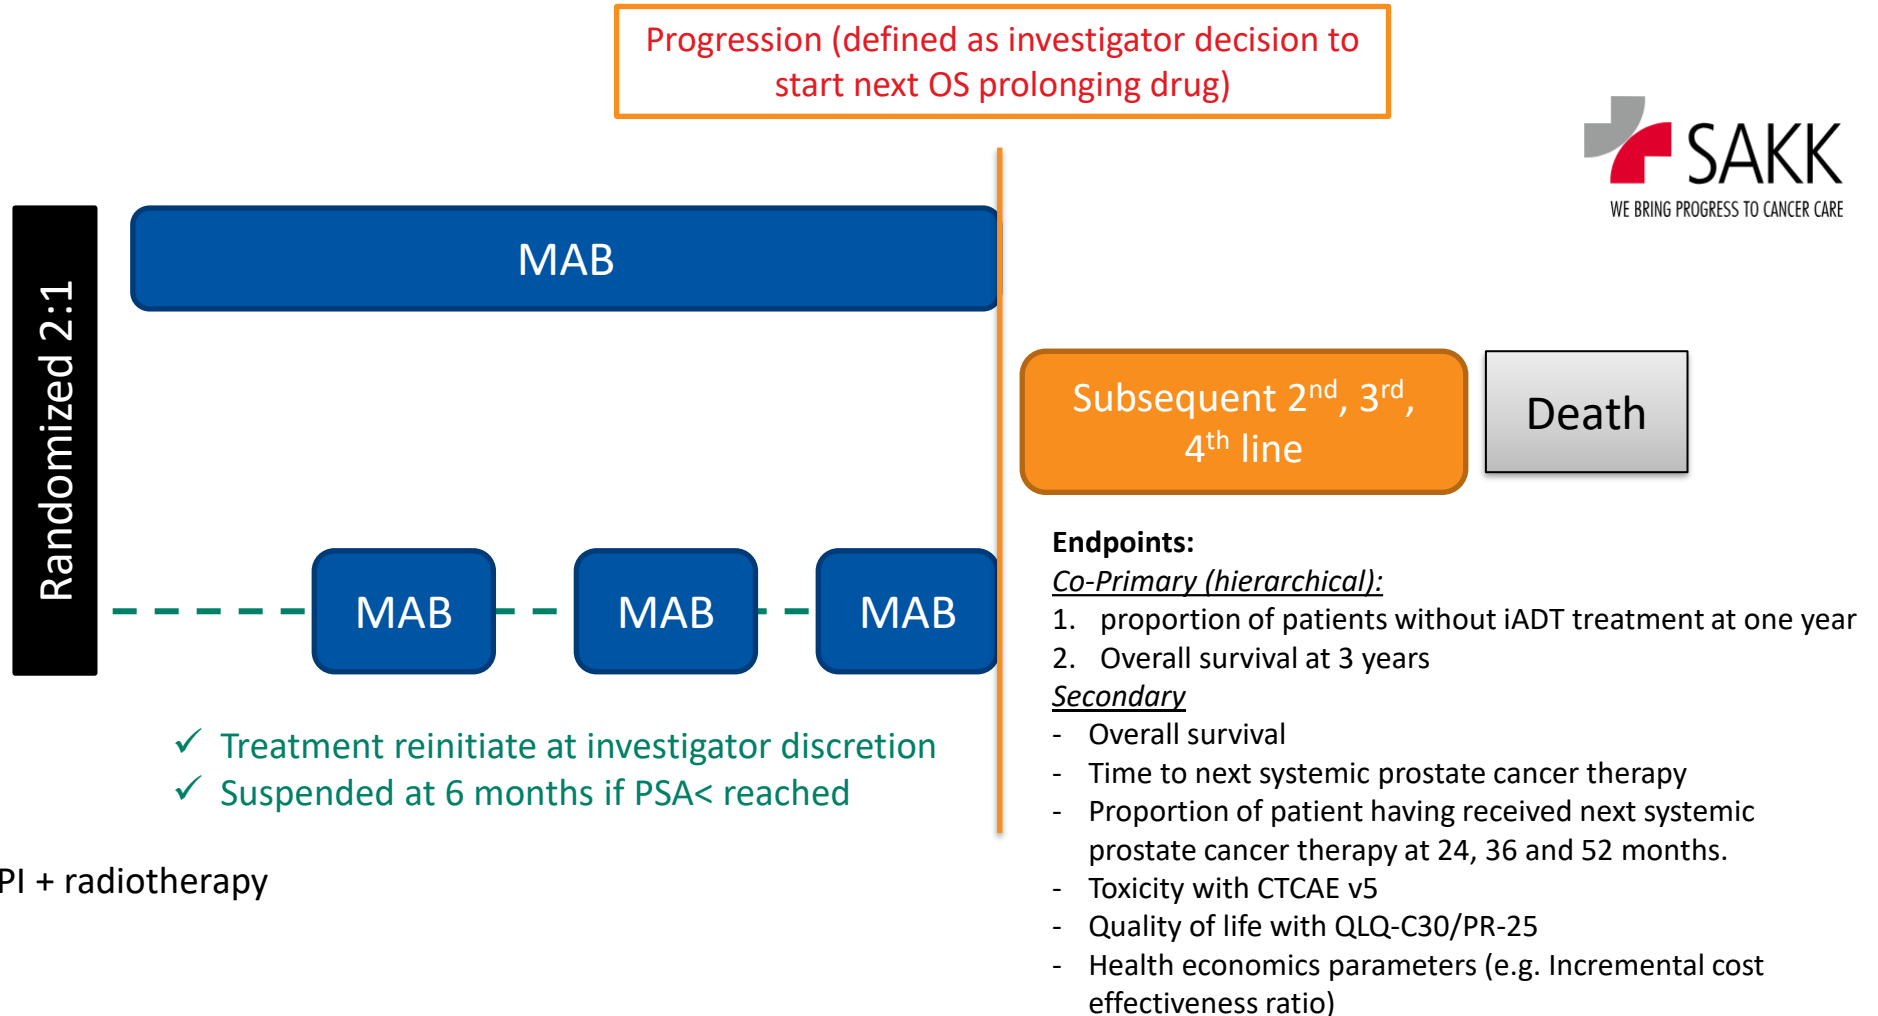 Progression (defined as investigator decision to
start next OS prolonging drug)
SAKK
WE BRING PROGRESS TO CANCER CARE
Randomized 2:1
MAB
Subsequent 2nd, 3rd,
4th line
Death
MAB
MAB
MAB
✓ Treatment reinitiate at investigator discretion
✓ Suspended at 6 months if PSA< reached
PI + radiotherapy
Endpoints:
Co-Primary (hierarchical):
1. proportion of patients without iADT treatment at one year
2. Overall survival at 3 years
Secondary
- Overall survival
- Time to next systemic prostate cancer therapy
- Proportion of patient having received next systemic
prostate cancer therapy at 24, 36 and 52 months.
- Toxicity with CTCAE v5
- Quality of life with QLQ-C30/PR-25
- Health economics parameters (e.g. Incremental cost
effectiveness ratio)